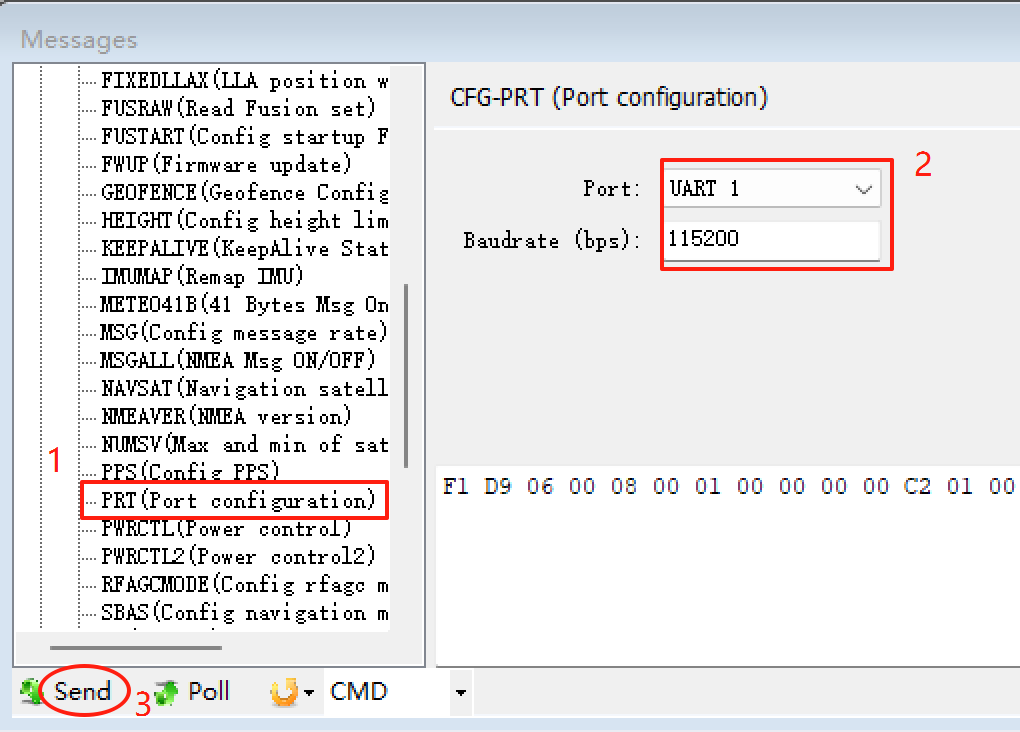 Messages
FIXEDLLAX(LLA position w
FUSRAW(Read Fusion set)
FUSTART(Config startup F
FWUP(Firmware update)
GEOFENCE(Geofence Config
HEIGHT(Config height lim
KEEPALIVE(KeepAlive Stat
IMUMAP(Remap IMU)
METEO41B(41 Bytes Msg On
MSG(Config message rate)
MSGALL(NMEA Msg ON/OFF)
NAVSAT(Navigation satell
NMEAVER(NMEA version)
NUMSV(Max and min of sat
1
PPS(Config PPS)
PRT(Port configuration)
PWRCTL(Power control)
PWRCTL2(Power control2)
RFAGCMODE(Config rfagc m
SBAS(Config navigation m
CFG-PRT (Port configuration)
2
Port: UART 1
Baudrate (bps): 115200
F1 D9 06 00 08 00 01 00 00 00 00 C2 01 00
Send 3 Poll CMD